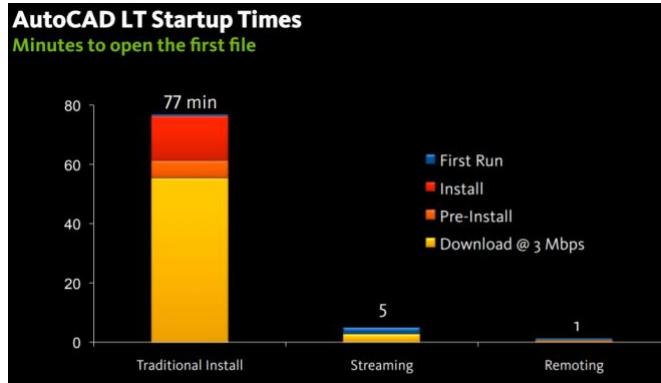 AutoCAD LT Startup Times
Minutes to open the first file
80
60
40
20
0
77 min
5
1
First Run
Install
Pre-Install
Download @ 3 Mbps
Traditional Install
Streaming
Remoting